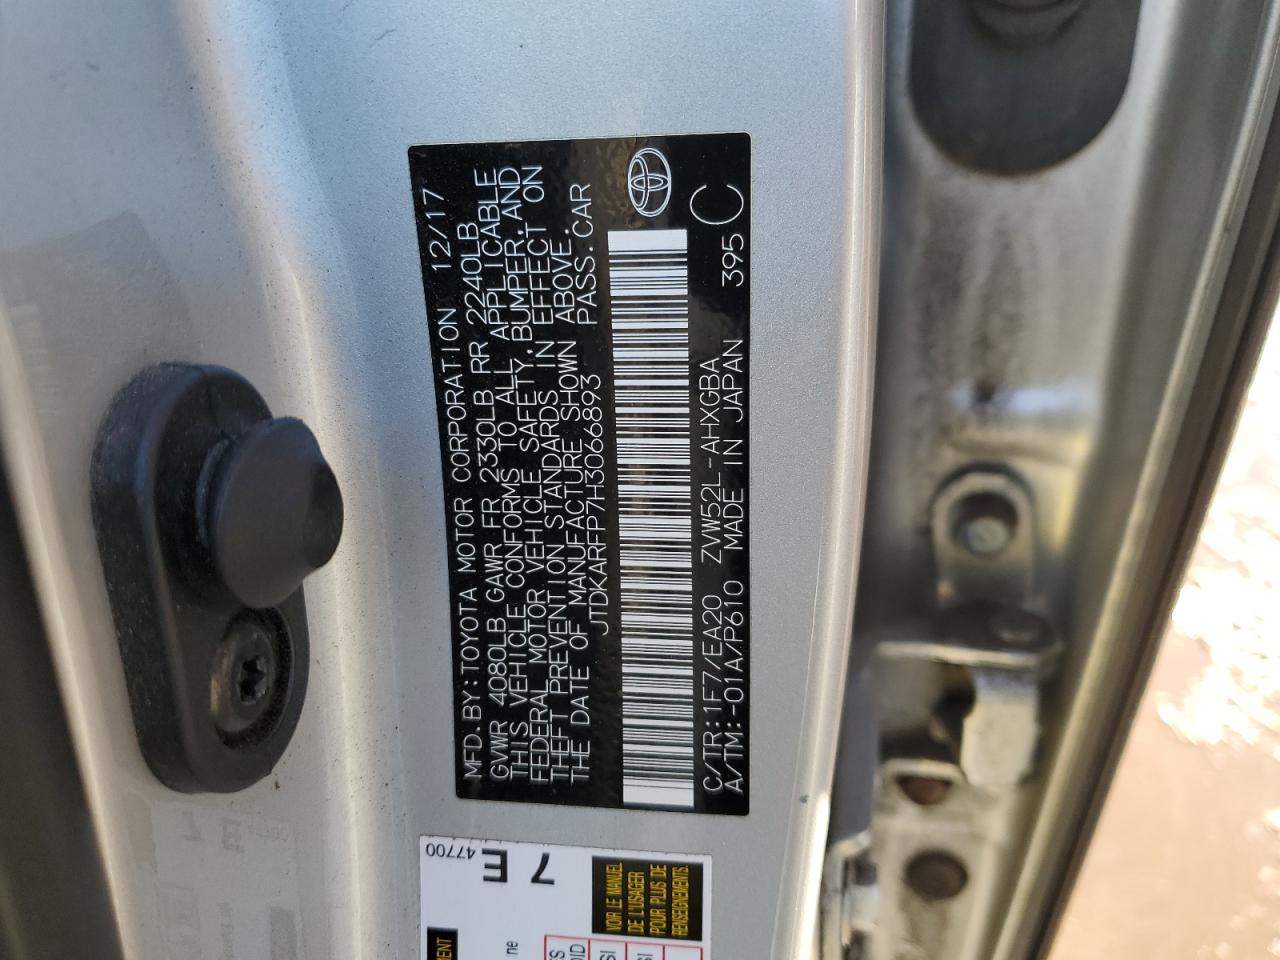 MFD.BY:TOYOTA MOTOR CORPORATION 12/17
GVWR 4080LB GAWR FR 2330LB RR 2240LB
THIS VEHICLE CONFORMS TO ALL APPLICABLE
FEDERAL MOTOR VEHICLE SAFETY,BUMPER,AND
THEFT PREVENTION STANDARDS IN EFFECT ON
THE DATE OF MANUFACTURE SHOWN ABOVE.
JTDKARFP7H3066893 PASS.CAR
C/TR:1F7/EA20 ZVW52L-AHXGBA 395 C
A/TM:-01A/P610 MADE IN JAPAN
47700
7E
VOIR LE MANUEL
DE L'USAGER
POUR PLUS DE
RENSEIGNEMENTS.